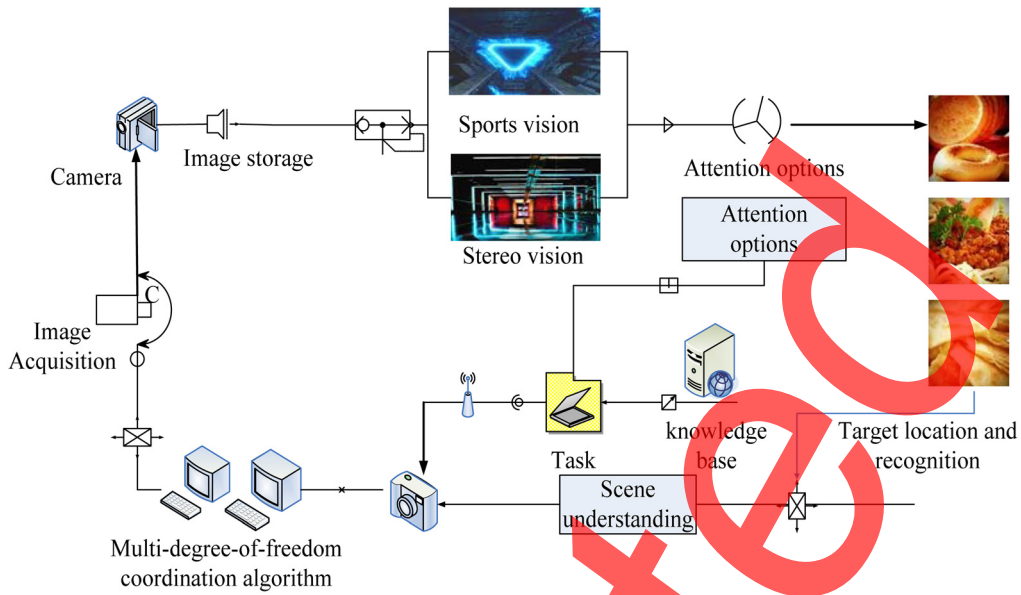 Sports vision
Image storage
Camera
Attention options
Attention
options
Stereo vision
C
Image
Acquisition
knowledge
base
Target location and
recognition
Task
Scene
understanding
Multi-degree-of-freedom
coordination algorithm
ted